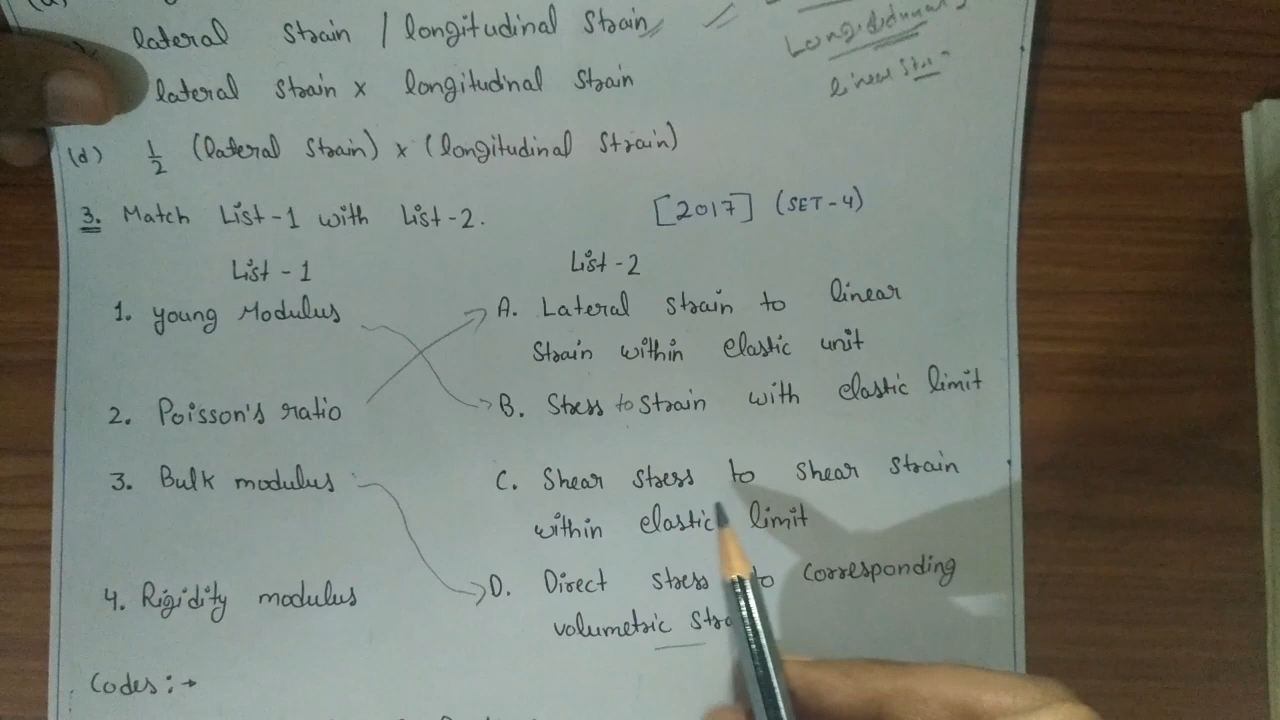 lateral strain / longitudinal strain
Longitudinal
linear
lateral strain x longitudinal strain
(d) 1/2 (lateral strain) x (longitudinal strain)
3. Match List-1 with List-2. [2017] (SET-4)
List-1 List-2
1. young Modulus A. Lateral strain to linear
strain within elastic unit
2. Poisson's ratio B. Stress to strain with elastic limit
3. Bulk modulus C. Shear stress to shear strain
within elastic limit
4. Rigidity modulus D. Direct stress to corresponding
volumetric
Codes:→